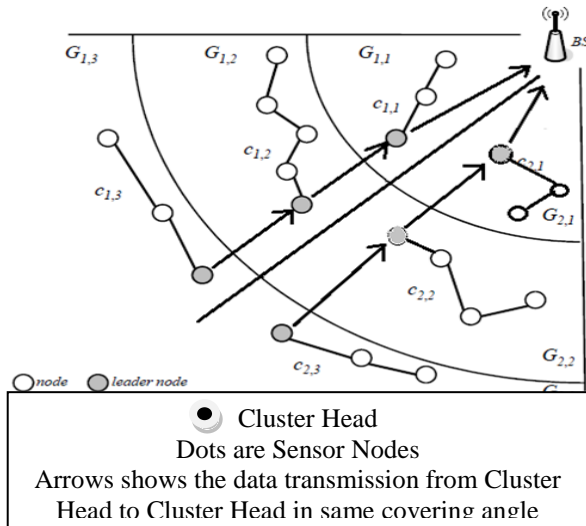 G1,3
G1,2
G1,1
BS
c1,1
c1,2
c2,1
c1,3
G2,1
c2,2
c2,3
G2,2
node
leader node
Cluster Head
Dots are Sensor Nodes
Arrows shows the data transmission from Cluster
Head to Cluster Head in same covering angle